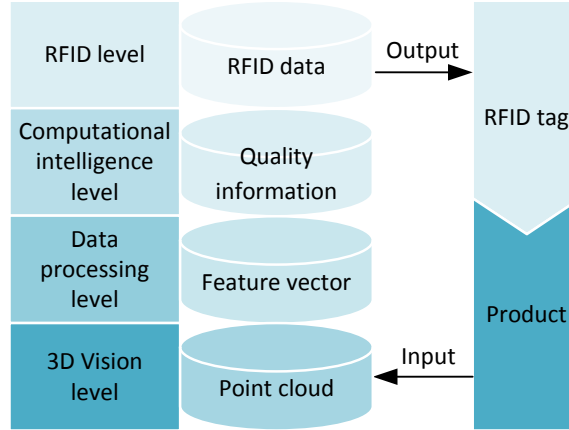 RFID level
RFID data
Output
RFID tag
Computational
intelligence
level
Quality
information
Data
processing
level
Feature vector
Product
3D Vision
level
Point cloud
Input